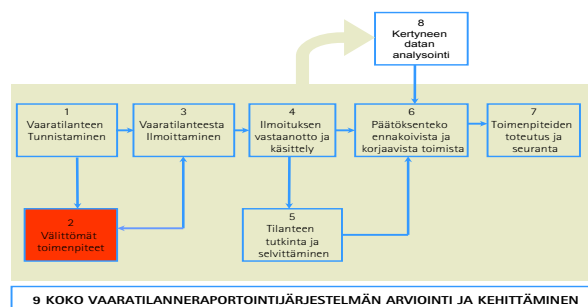 8
Kertyneen
datan
analysointi
1
Vaaratilanteen
Tunnistaminen
3
Vaaratilanteesta
Ilmoittaminen
4
Ilmoituksen
vastaanotto ja
käsittely
6
Päätöksenteko
ennakoivista ja
korjaavista toimista
7
Toimenpiteiden
toteutus ja
seuranta
2
Välittömät
toimenpiteet
5
Tilanteen
tutkinta ja
selvittäminen
9 KOKO VAARATILANNERAPORTOINTIJÄRJESTELMÄN ARVIOINTI JA KEHITTÄMINEN